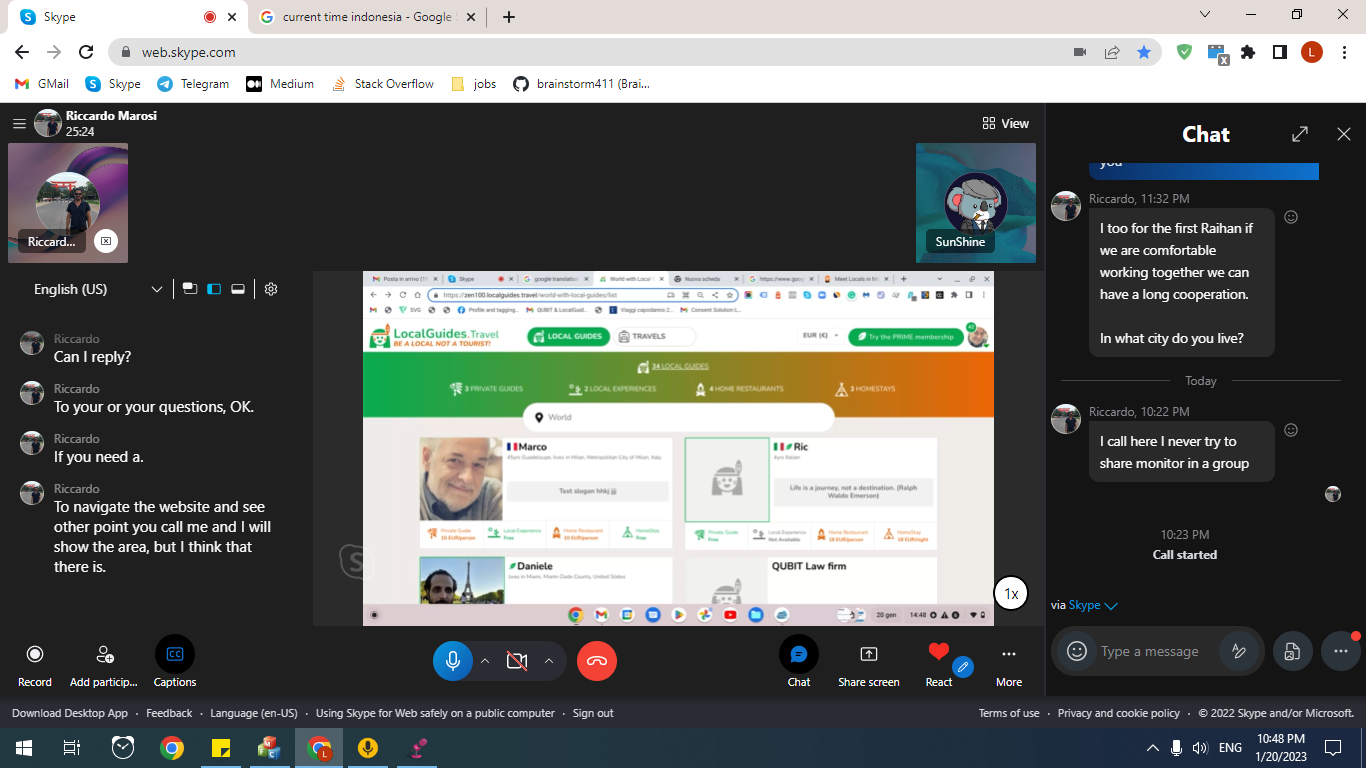 Skype
current time indonesia - Google S
web.skype.com
GMail
Skype
Telegram
Medium
Stack Overflow
jobs
brainstorm411 (Brai...
L
Riccardo Marosi
25:24
View
Riccard...
SunShine
English (US)
Riccardo
Can I reply?
Riccardo
To your or your questions, OK.
Riccardo
If you need a.
Riccardo
To navigate the website and see
other point you call me and I will
show the area, but I think that
there is.
Posta in arrivo
Skype
google translation
World with Local
Nuova scheda
https://www.goog
Meet Locals in M
https://zen100.localguides.travel/world-with-local-guides/list
SVG
Profile and tagging..
QUBIT & LocalGuid..
Viaggi capodanno 2..
Consent Solution L..
LocalGuides.Travel
BE A LOCAL NOT A TOURIST!
LOCAL GUIDES
TRAVELS
EUR (€)
Try the PRIME membership
34 LOCAL GUIDES
3 PRIVATE GUIDES
2 LOCAL EXPERIENCES
4 HOME RESTAURANTS
3 HOMESTAYS
World
Marco
45yrs Guadeloupe, lives in Milan, Metropolitan City of Milan, Italy
Test slogan hhkj jjj
Private Guide
Free
Local Experience
Free
Home Restaurant
10 EUR/person
HomeStay
Free
Ric
4yrs Italian
Life is a journey, not a destination. (Ralph
Waldo Emerson)
Private Guide
Free
Local Experience
Not Available
Home Restaurant
HomeStay
Daniele
lives in Miami, Miami-Dade County, United States
QUBIT Law firm
20 gen
14:48
1x
Record
Add particip...
Captions
Chat
Share screen
React
More
Chat
you
Riccardo, 11:32 PM
I too for the first Raihan if
we are comfortable
working together we can
have a long cooperation.
In what city do you live?
Today
Riccardo, 10:22 PM
I call here I never try to
share monitor in a group
10:23 PM
Call started
via Skype
Type a message
Download Desktop App · Feedback · Language (en-US) · Using Skype for Web safely on a public computer · Sign out
Terms of use · Privacy and cookie policy · © 2022 Skype and/or Microsoft.
ENG
10:48 PM
1/20/2023